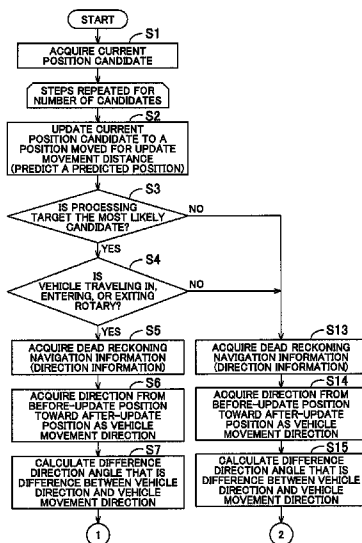 START
S1
ACQUIRE CURRENT
POSITION CANDIDATE
STEPS REPEATED FOR
NUMBER OF CANDIDATES
S2
UPDATE CURRENT
POSITION CANDIDATE TO A
POSITION MOVED FOR UPDATE
MOVEMENT DISTANCE
(PREDICT A PREDICTED POSITION)
S3
IS PROCESSING
TARGET THE MOST LIKELY
CANDIDATE?
NO
YES
S4
IS
VEHICLE TRAVELING IN,
ENTERING, OR EXITING
ROTARY?
NO
YES
S5
ACQUIRE DEAD RECKONING
NAVIGATION INFORMATION
(DIRECTION INFORMATION)
S6
ACQUIRE DIRECTION FROM
BEFORE-UPDATE POSITION
TOWARD AFTER-UPDATE
POSITION AS VEHICLE
MOVEMENT DIRECTION
S7
CALCULATE DIFFERENCE
DIRECTION ANGLE THAT IS
DIFFERENCE BETWEEN VEHICLE
DIRECTION AND VEHICLE
MOVEMENT DIRECTION
1
S13
ACQUIRE DEAD RECKONING
NAVIGATION INFORMATION
(DIRECTION INFORMATION)
S14
ACQUIRE DIRECTION FROM
BEFORE-UPDATE POSITION
TOWARD AFTER-UPDATE
POSITION AS VEHICLE
MOVEMENT DIRECTION
S15
CALCULATE DIFFERENCE
DIRECTION ANGLE THAT IS
DIFFERENCE BETWEEN VEHICLE
DIRECTION AND VEHICLE
MOVEMENT DIRECTION
2